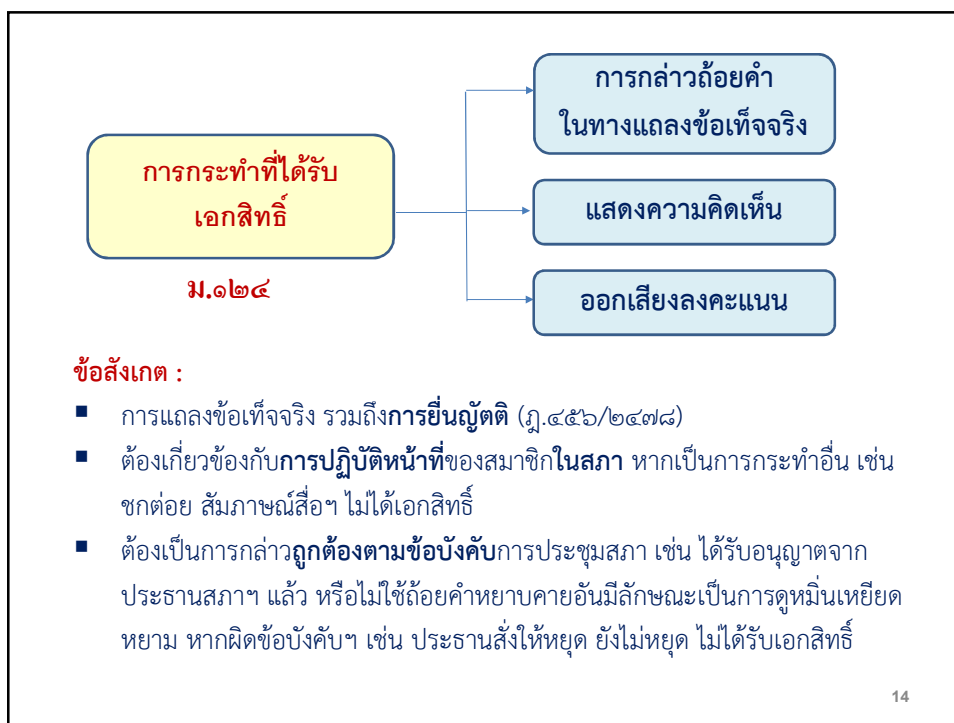 การกระทำที่ได้รับ
เอกสิทธิ์
ม.๑๒๔
การกล่าวถ้อยคำ
ในทางแถลงข้อเท็จจริง
แสดงความคิดเห็น
ออกเสียงลงคะแนน
ข้อสังเกต :
▪ การแถลงข้อเท็จจริง รวมถึงการยื่นญัตติ (ฎ.๔๕๖/๒๔๗๘)
▪ ต้องเกี่ยวข้องกับการปฏิบัติหน้าที่ของสมาชิกในสภา หากเป็นการกระทำอื่น เช่น
ชกต่อย สัมภาษณ์สื่อฯ ไม่ได้เอกสิทธิ์
▪ ต้องเป็นการกล่าวถูกต้องตามข้อบังคับการประชุมสภา เช่น ได้รับอนุญาตจาก
ประธานสภาฯ แล้ว หรือไม่ใช้ถ้อยคำหยาบคายอันมีลักษณะเป็นการดูหมิ่นเหยียด
หยาม หากผิดข้อบังคับฯ เช่น ประธานสั่งให้หยุด ยังไม่หยุด ไม่ได้รับเอกสิทธิ์
14